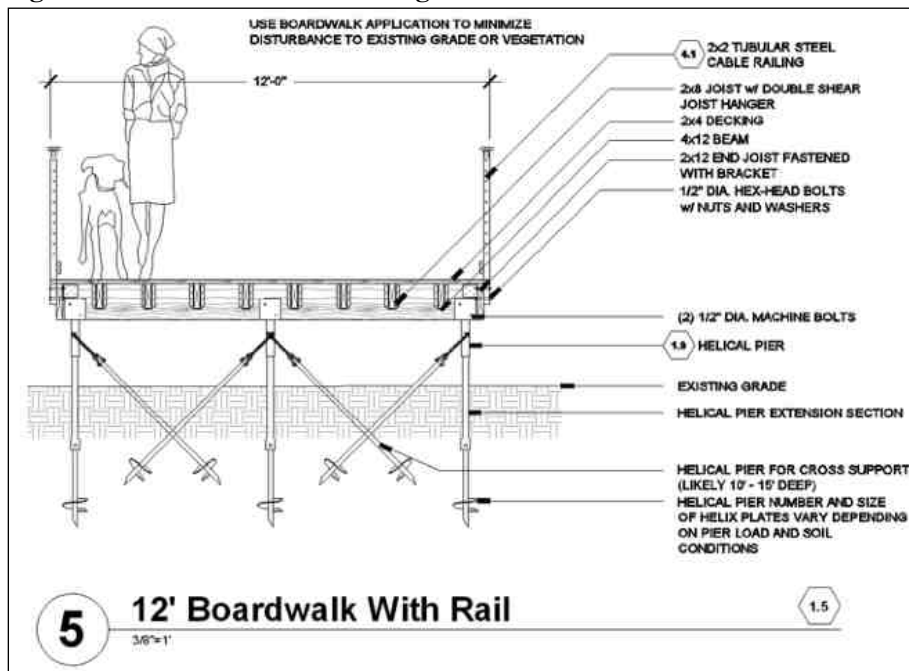 USE BOARDWALK APPLICATION TO MINIMIZE
DISTURBANCE TO EXISTING GRADE OR VEGETATION
12'-0"
4.1 2x2 TUBULAR STEEL
CABLE RAILING
2x8 JOIST w/ DOUBLE SHEAR
JOIST HANGER
2x4 DECKING
4x12 BEAM
2x12 END JOIST FASTENED
WITH BRACKET
1/2" DIA. HEX-HEAD BOLTS
w/ NUTS AND WASHERS
(2) 1/2" DIA. MACHINE BOLTS
1.9 HELICAL PIER
EXISTING GRADE
HELICAL PIER EXTENSION SECTION
HELICAL PIER FOR CROSS SUPPORT
(LIKELY 10' - 15' DEEP)
HELICAL PIER NUMBER AND SIZE
OF HELIX PLATES VARY DEPENDING
ON PIER LOAD AND SOIL
CONDITIONS
5 12' Boardwalk With Rail 1.5
3/8"=1'